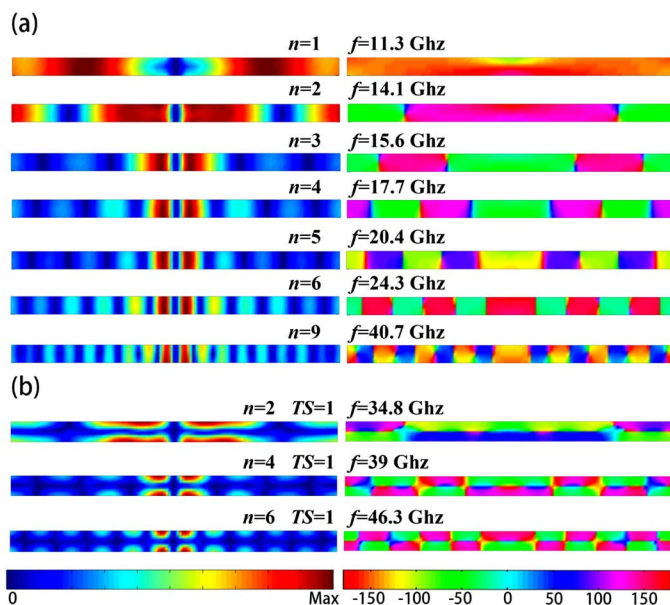 (a)
n=1 f=11.3 Ghz
n=2 f=14.1 Ghz
n=3 f=15.6 Ghz
n=4 f=17.7 Ghz
n=5 f=20.4 Ghz
n=6 f=24.3 Ghz
n=9 f=40.7 Ghz
(b)
n=2 TS=1 f=34.8 Ghz
n=4 TS=1 f=39 Ghz
n=6 TS=1 f=46.3 Ghz
0 Max -150 -100 -50 0 50 100 150